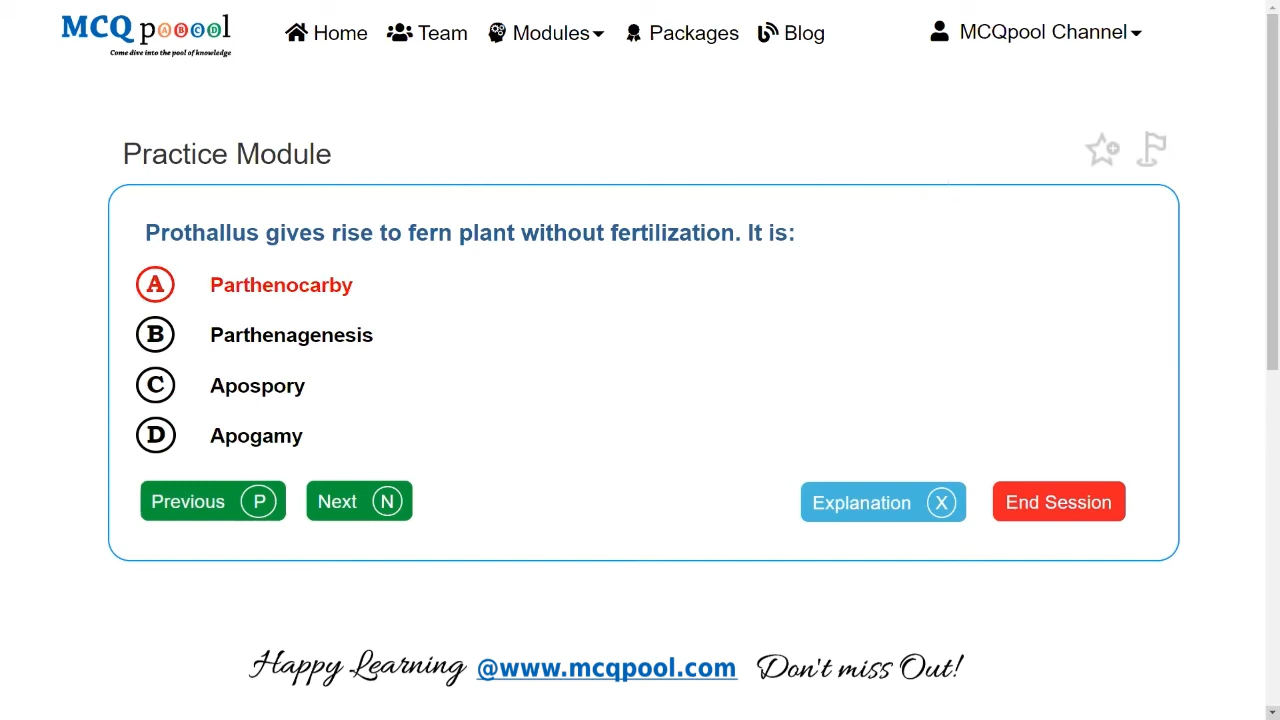 MCQ pABCDl
Come dive into the pool of knowledge
Home Team Modules Packages Blog MCQpool Channel
Practice Module
Prothallus gives rise to fern plant without fertilization. It is:
A Parthenocarby
B Parthenagenesis
C Apospory
D Apogamy
Previous P Next N Explanation X End Session
Happy Learning @www.mcqpool.com Don't miss Out!